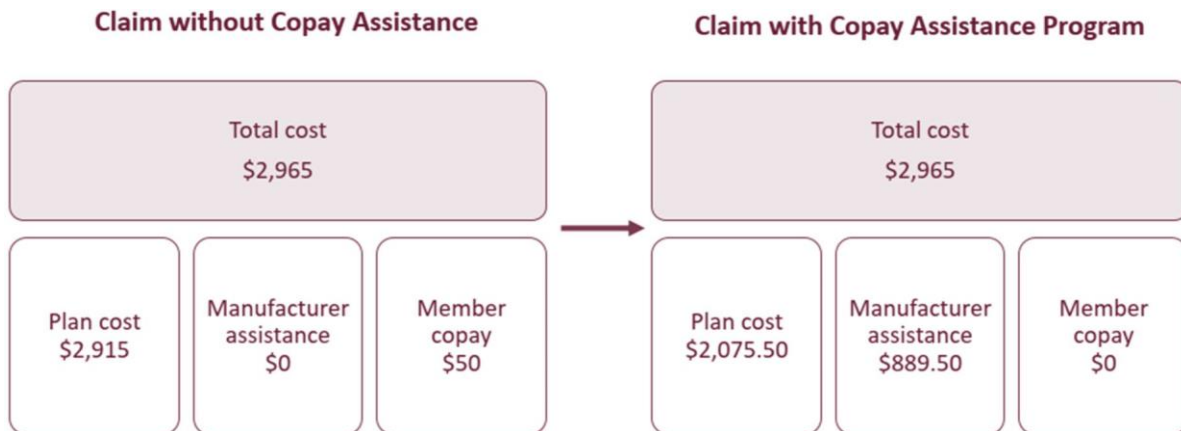 Claim without Copay Assistance
Total cost
$2,965
Plan cost
$2,915
Manufacturer
assistance
$0
Member
copay
$50
Claim with Copay Assistance Program
Total cost
$2,965
Plan cost
$2,075.50
Manufacturer
assistance
$889.50
Member
copay
$0